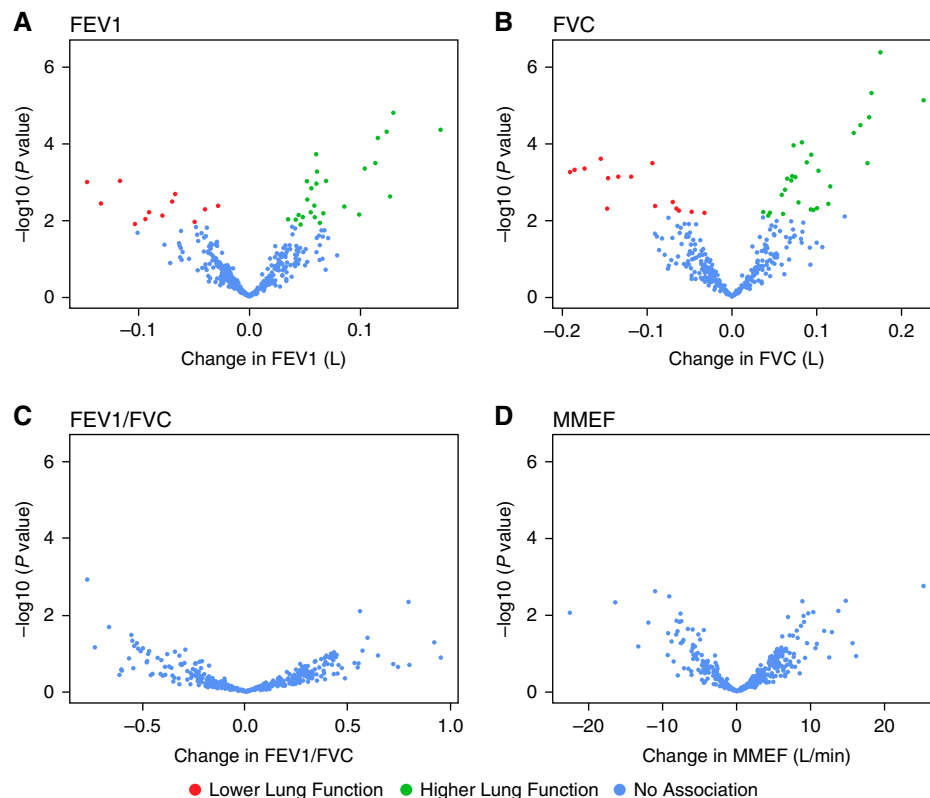 A FEV1
6
4
2
0
−log10 (P value)
−0.1 0.0 0.1
Change in FEV1 (L)
B FVC
6
4
2
0
−log10 (P value)
−0.2 −0.1 0.0 0.1 0.2
Change in FVC (L)
C FEV1/FVC
6
4
2
0
−log10 (P value)
−0.5 0.0 0.5 1.0
Change in FEV1/FVC
D MMEF
6
4
2
0
−log10 (P value)
−20 −10 0 10 20
Change in MMEF (L/min)
Lower Lung Function Higher Lung Function No Association